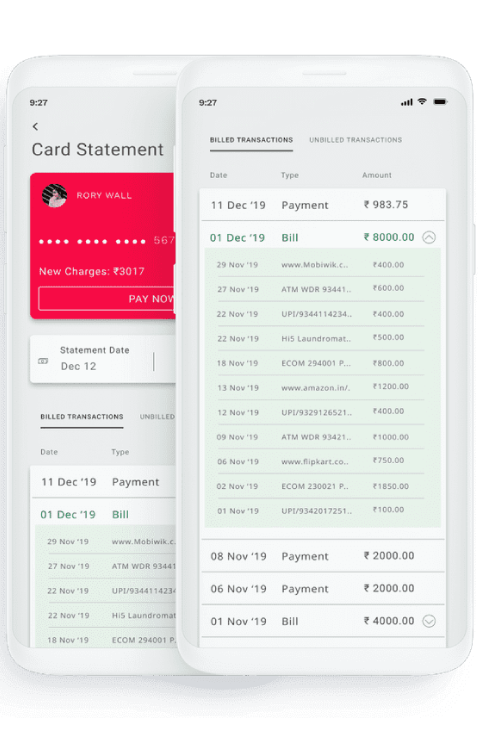 9:27
Card Statement
RORY WALL
•••• •••• •••• 567
New Charges: ₹3017
PAY NOW
Statement Date
Dec 12
BILLED TRANSACTIONS UNBILLED
Date Type
11 Dec '19 Payment
01 Dec '19 Bill
29 Nov '19 www.Mobiwik.c.
27 Nov '19 ATM WDR 93441
22 Nov '19 UPI/934411423
22 Nov '19 Hi5 Laundromat
18 Nov '19 ECOM 294001 P.
9:27
BILLED TRANSACTIONS UNBILLED TRANSACTIONS
Date Type Amount
11 Dec '19 Payment ₹ 983.75
01 Dec '19 Bill ₹ 8000.00
29 Nov '19 www.Mobiwik.c.. ₹400.00
27 Nov '19 ATM WDR 93441.. ₹600.00
22 Nov '19 UPI/9344114234.. ₹400.00
22 Nov '19 Hi5 Laundromat.. ₹500.00
18 Nov '19 ECOM 294001 P... ₹800.00
13 Nov '19 www.amazon.in/. ₹1200.00
12 Nov '19 UPI/9329126521.. ₹400.00
09 Nov '19 ATM WDR 93421.. ₹1000.00
06 Nov '19 www.flipkart.co.. ₹750.00
02 Nov '19 ECOM 230021 P.. ₹1850.00
01 Nov '19 UPI/9342017251.. ₹100.00
08 Nov '19 Payment ₹ 2000.00
06 Nov '19 Payment ₹ 2000.00
01 Nov '19 Bill ₹ 4000.00